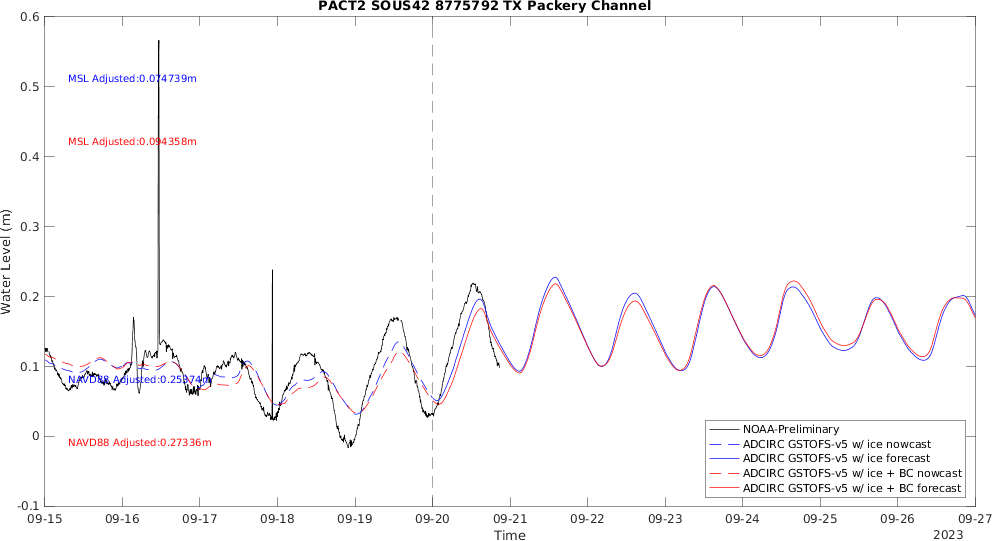 PACT2 SOUS42 8775792 TX Packery Channel
0.6
0.5
0.4
0.3
0.2
0.1
0
-0.1
Water Level (m)
MSL Adjusted:0.074739m
MSL Adjusted:0.094358m
NAVD88 Adjusted:0.25374m
NAVD88 Adjusted:0.27336m
NOAA-Preliminary
ADCIRC GSTOFS-v5 w/ ice nowcast
ADCIRC GSTOFS-v5 w/ ice forecast
ADCIRC GSTOFS-v5 w/ ice + BC nowcast
ADCIRC GSTOFS-v5 w/ ice + BC forecast
09-15 09-16 09-17 09-18 09-19 09-20 09-21 09-22 09-23 09-24 09-25 09-26 09-27
Time
2023